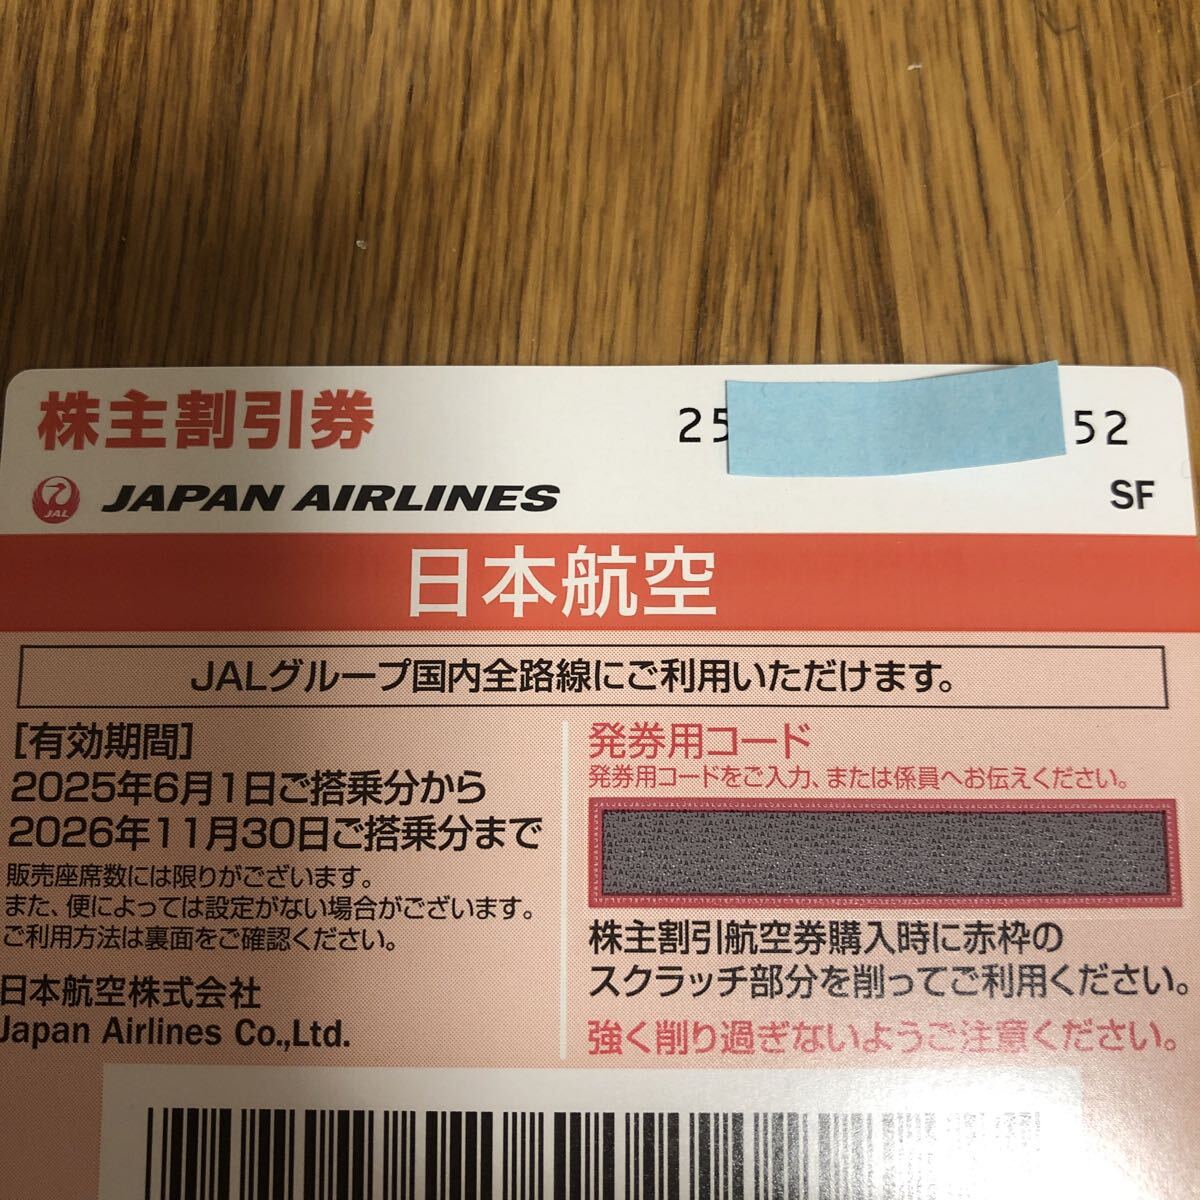 株主割引券
25 52
JAL JAPAN AIRLINES
SF
日本航空
JALグループ国内全路線にご利用いただけます。
[有効期間]
2025年6月1日ご搭乗分から
2026年11月30日ご搭乗分まで
販売座席数には限りがございます。
また、便によっては設定がない場合がございます。
ご利用方法は裏面をご確認ください。
日本航空株式会社
Japan Airlines Co.,Ltd.
発券用コード
発券用コードをご入力、または係員へお伝えください。
株主割引航空券購入時に赤枠の
スクラッチ部分を削ってご利用ください。
強く削り過ぎないようご注意ください。